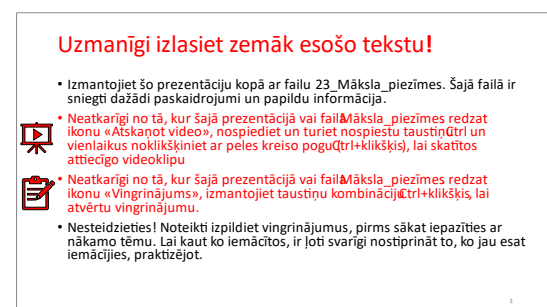 Uzmanīgi izlasiet zemāk esošo tekstu!
• Izmantojiet šo prezentāciju kopā ar failu 23_Māksla_piezīmes. Šajā failā ir
sniegti dažādi paskaidrojumi un papildu informācija.
• Neatkarīgi no tā, kur šajā prezentācijā vai failā Māksla_piezīmes redzat
ikonu «Atskaņot video», nospiediet un turiet nospiestu taustiņu Ctrl un
vienlaikus noklikšķiniet ar peles kreiso pogu (Ctrl+klikšķis), lai skatītos
attiecīgo videoklipu
• Neatkarīgi no tā, kur šajā prezentācijā vai failā Māksla_piezīmes redzat
ikonu «Vingrinājums», izmantojiet taustiņu kombināciju Ctrl+klikšķis, lai
atvērtu vingrinājumu.
• Nesteidzieties! Noteikti izpildiet vingrinājumus, pirms sākat iepazīties ar
nākamo tēmu. Lai kaut ko iemācītos, ir ļoti svarīgi nostiprināt to, ko jau esat
iemācījies, praktizējot.
3